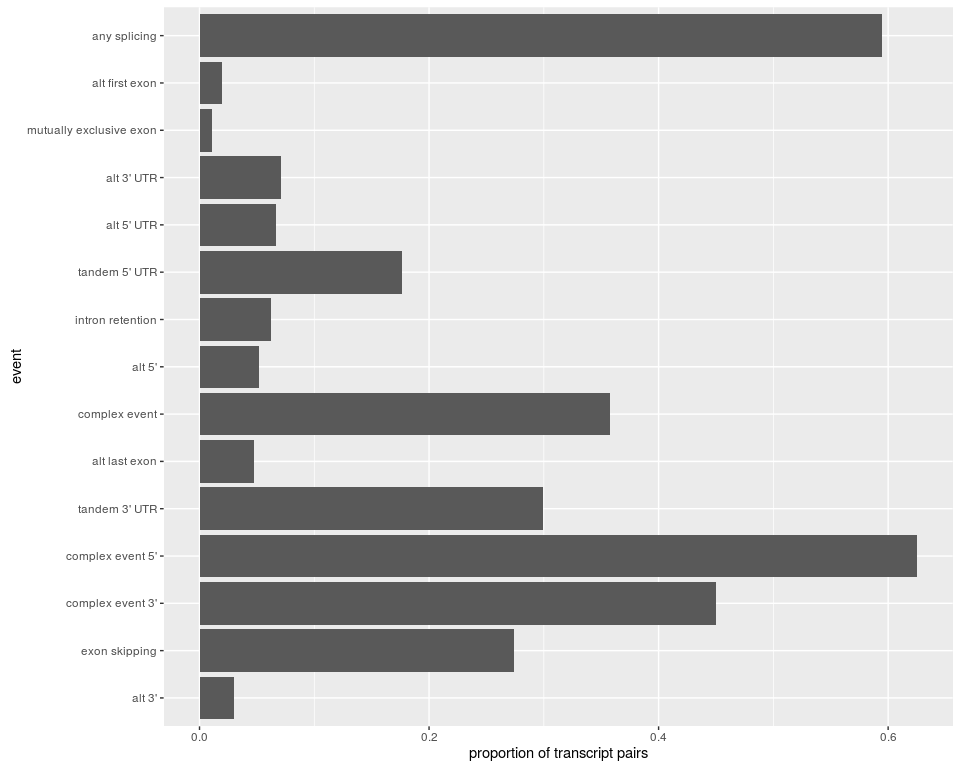 any splicing
alt first exon
mutually exclusive exon
alt 3' UTR
alt 5' UTR
tandem 5' UTR
intron retention
alt 5'
complex event
alt last exon
tandem 3' UTR
complex event 5'
complex event 3'
exon skipping
alt 3'
event
0.0 0.2 0.4 0.6
proportion of transcript pairs